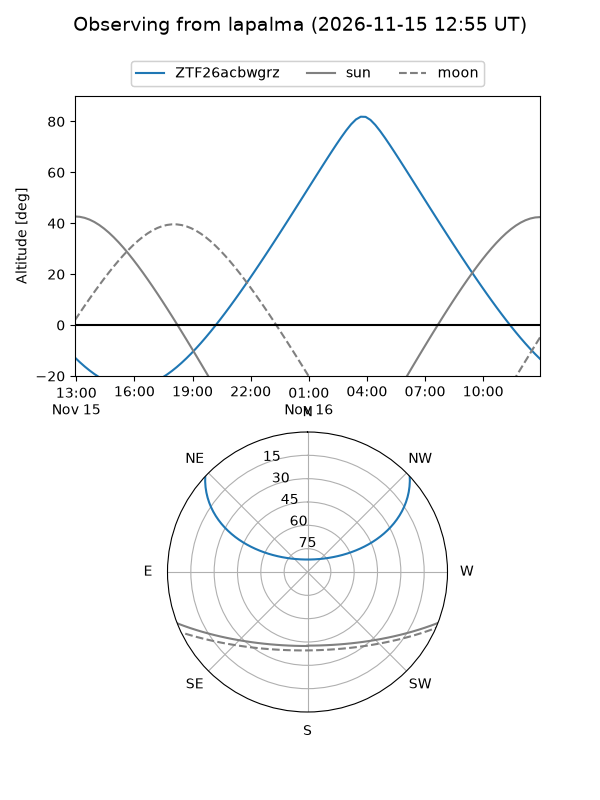 Observing from lapalma (2026-11-15 12:55 UT)
ZTF26acbwgrz sun moon
Altitude [deg]
80
60
40
20
0
−20
13:00 16:00 19:00 22:00 01:00 04:00 07:00 10:00
Nov 15 Nov 16
N
NE NW
15
30
45
60
75
E W
SE SW
S